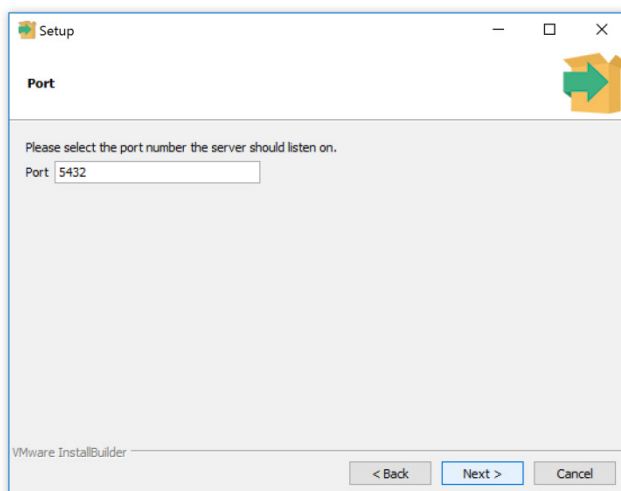 Setup
Port
Please select the port number the server should listen on.
Port 5432
VMware InstallBuilder
< Back Next > Cancel